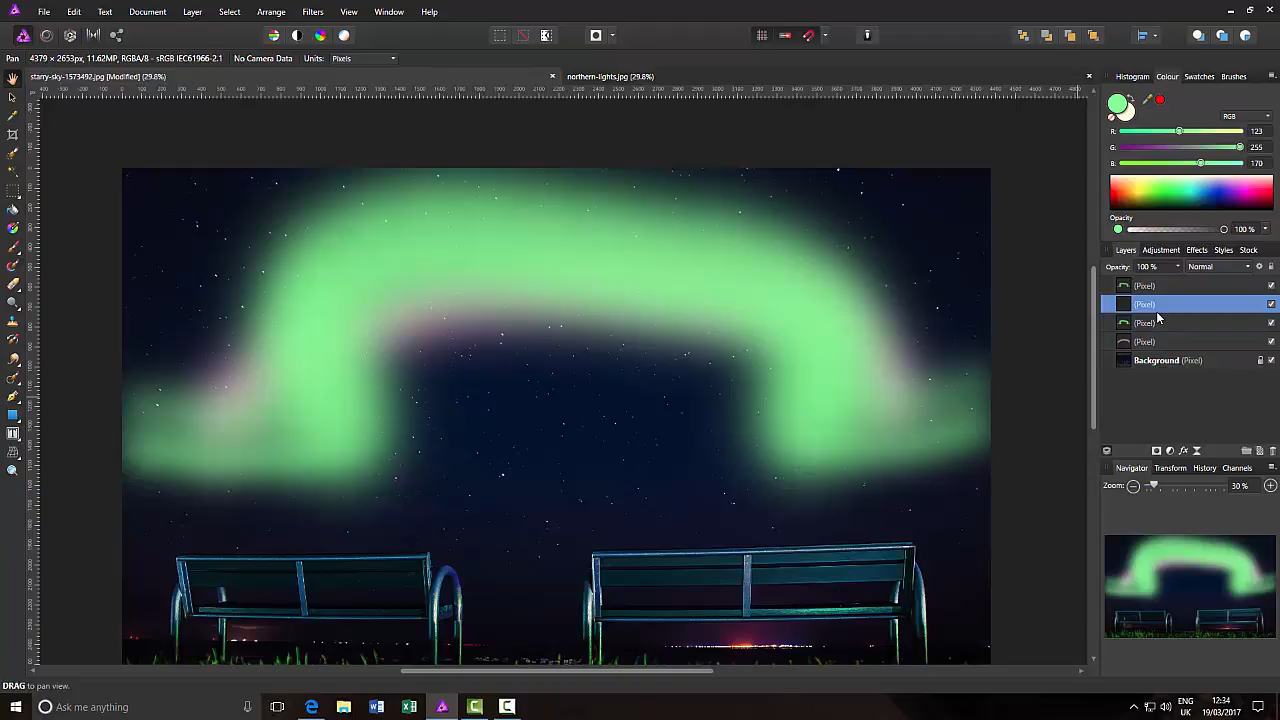 File Edit Text Document Layer Select Arrange Filters View Window Help
Pan 4379 × 2653px, 11.62MP, RGBA/8 - sRGB IEC61966-2.1 No Camera Data Units: Pixels
starry-sky-1573492.jpg [Modified] (29.8%)
northern-lights.jpg (29.8%)
Histogram Colour Swatches Brushes
RGB
R: 123
G: 255
B: 170
Opacity
100 %
Layers Adjustment Effects Styles Stock
Opacity: 100 % Normal
(Pixel)
(Pixel)
(Pixel)
(Pixel)
Background (Pixel)
Navigator Transform History Channels
Zoom: 30 %
DRAG to pan view.
Ask me anything
ENG
UK
12:34
19/03/2017